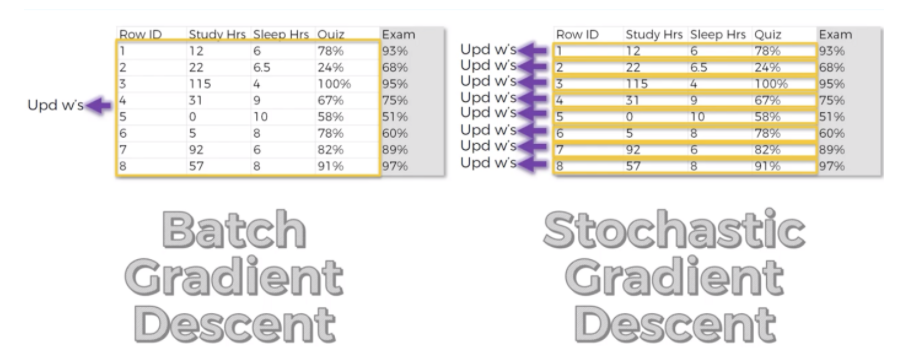 Row ID Study Hrs Sleep Hrs Quiz Exam
1 12 6 78% 93%
2 22 6.5 24% 68%
3 115 4 100% 95%
4 31 9 67% 75%
5 0 10 58% 51%
6 5 8 78% 60%
7 92 6 82% 89%
8 57 8 91% 97%
Upd w's
Batch
Gradient
Descent
Row ID Study Hrs Sleep Hrs Quiz Exam
Upd w's 1 12 6 78% 93%
Upd w's 2 22 6.5 24% 68%
Upd w's 3 115 4 100% 95%
Upd w's 4 31 9 67% 75%
Upd w's 5 0 10 58% 51%
Upd w's 6 5 8 78% 60%
Upd w's 7 92 6 82% 89%
Upd w's 8 57 8 91% 97%
Stochastic
Gradient
Descent